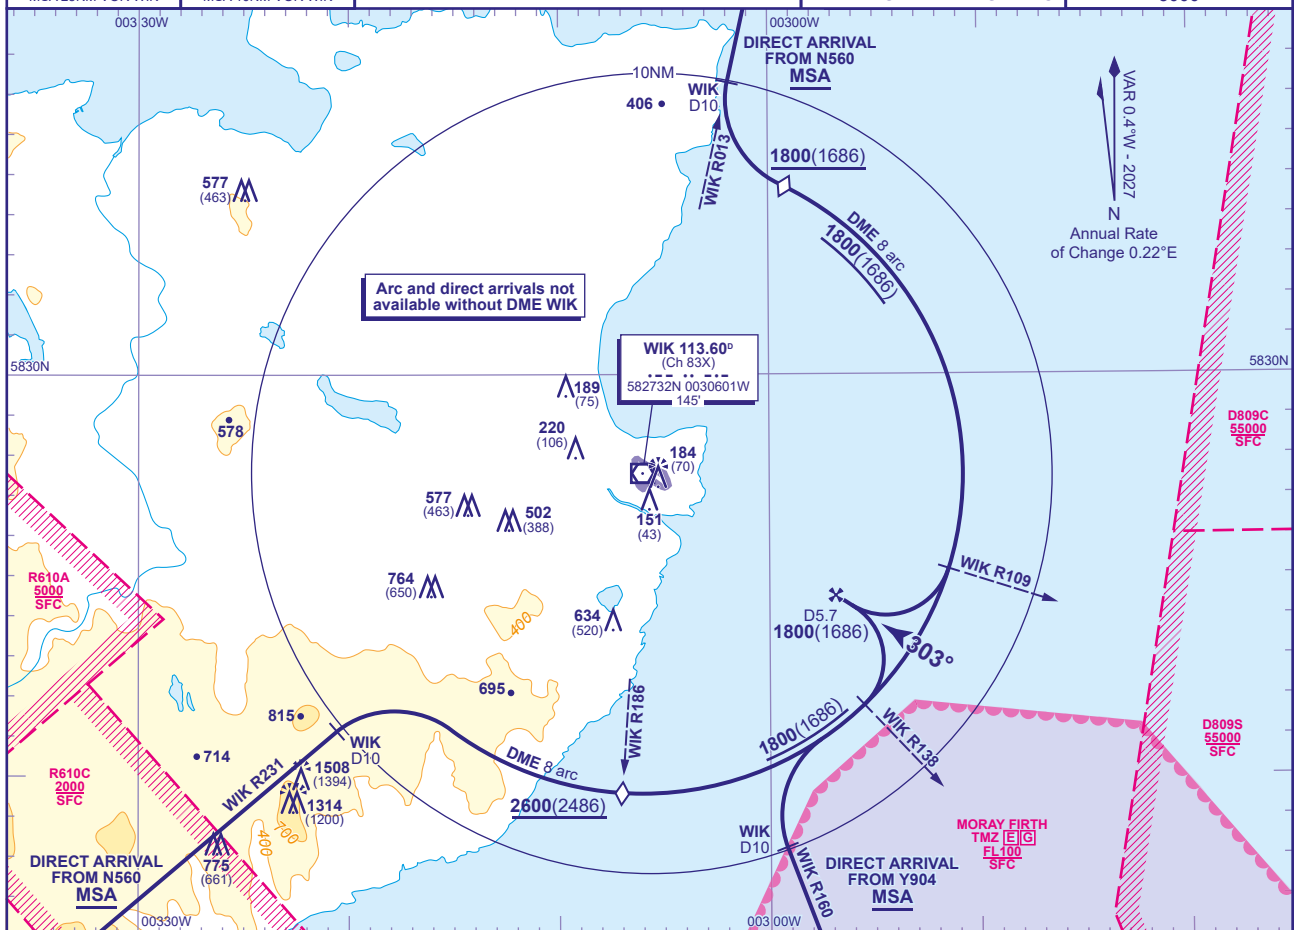 003 30W
003 00W
DIRECT ARRIVAL
FROM N560
MSA
10NM
WIK
D10
406
VAR 0.4°W - 2027
N
Annual Rate
of Change 0.22°E
WIK R013
1800(1686)
577
(463)
DME 8 arc
1800(1686)
Arc and direct arrivals not
available without DME WIK
WIK 113.60ᴰ
(Ch 83X)
582732N 0030601W
145'
5830N
5830N
189
(75)
220
(106)
578
184
(70)
D809C
55000
SFC
577
(463)
502
(388)
151
(43)
WIK R109
R610A
5000
SFC
764
(650)
634
(520)
400
D5.7
1800(1686)
303°
695
WIK R186
815
714
WIK
D10
1800(1686)
WIK R138
D809S
55000
SFC
R610C
2000
SFC
WIK R231
1508
(1394)
1314
(1200)
DME 8 arc
2600(2486)
700
400
775
(661)
WIK
D10
MORAY FIRTH
TMZ E G
FL100
SFC
DIRECT ARRIVAL
FROM N560
MSA
WIK R160
DIRECT ARRIVAL
FROM Y904
MSA
003 30W
003 00W